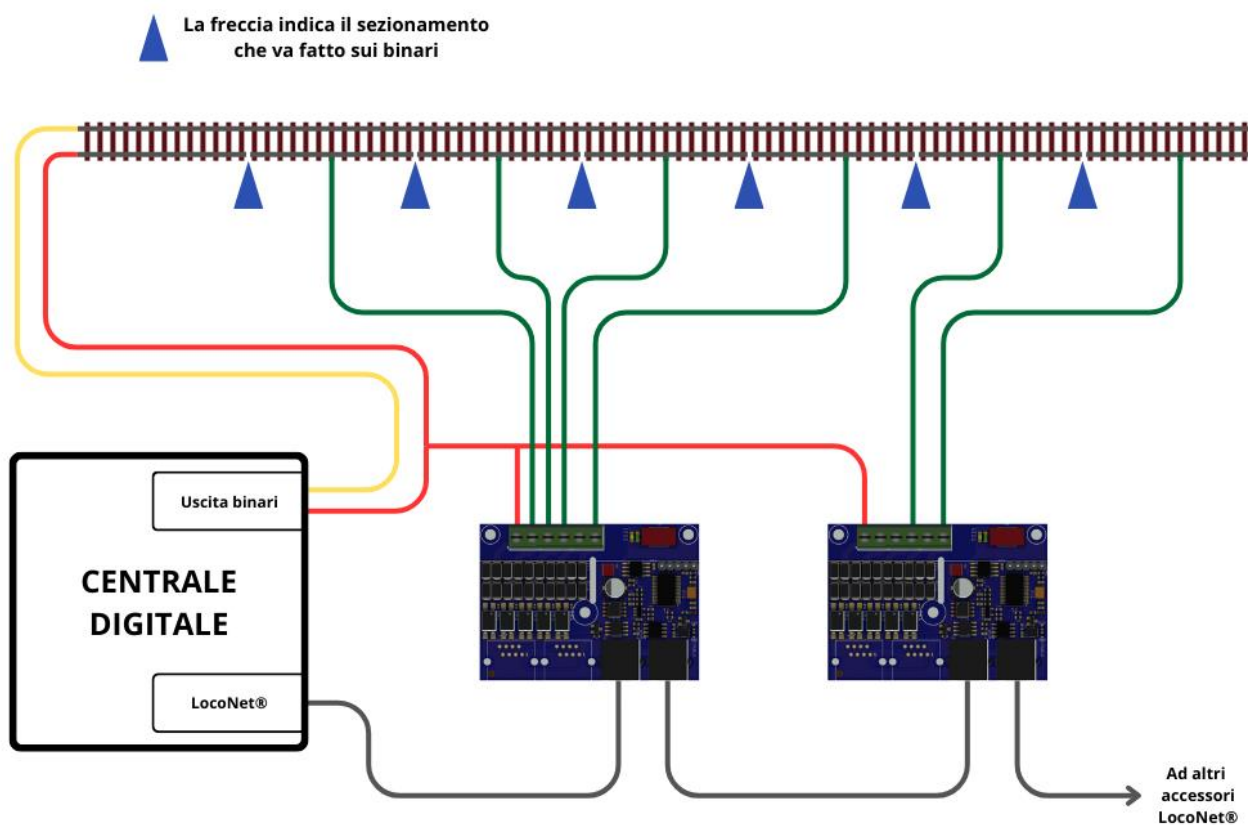 La freccia indica il sezionamento
che va fatto sui binari
Uscita binari
CENTRALE
DIGITALE
LocoNet®
Ad altri
accessori
LocoNet®